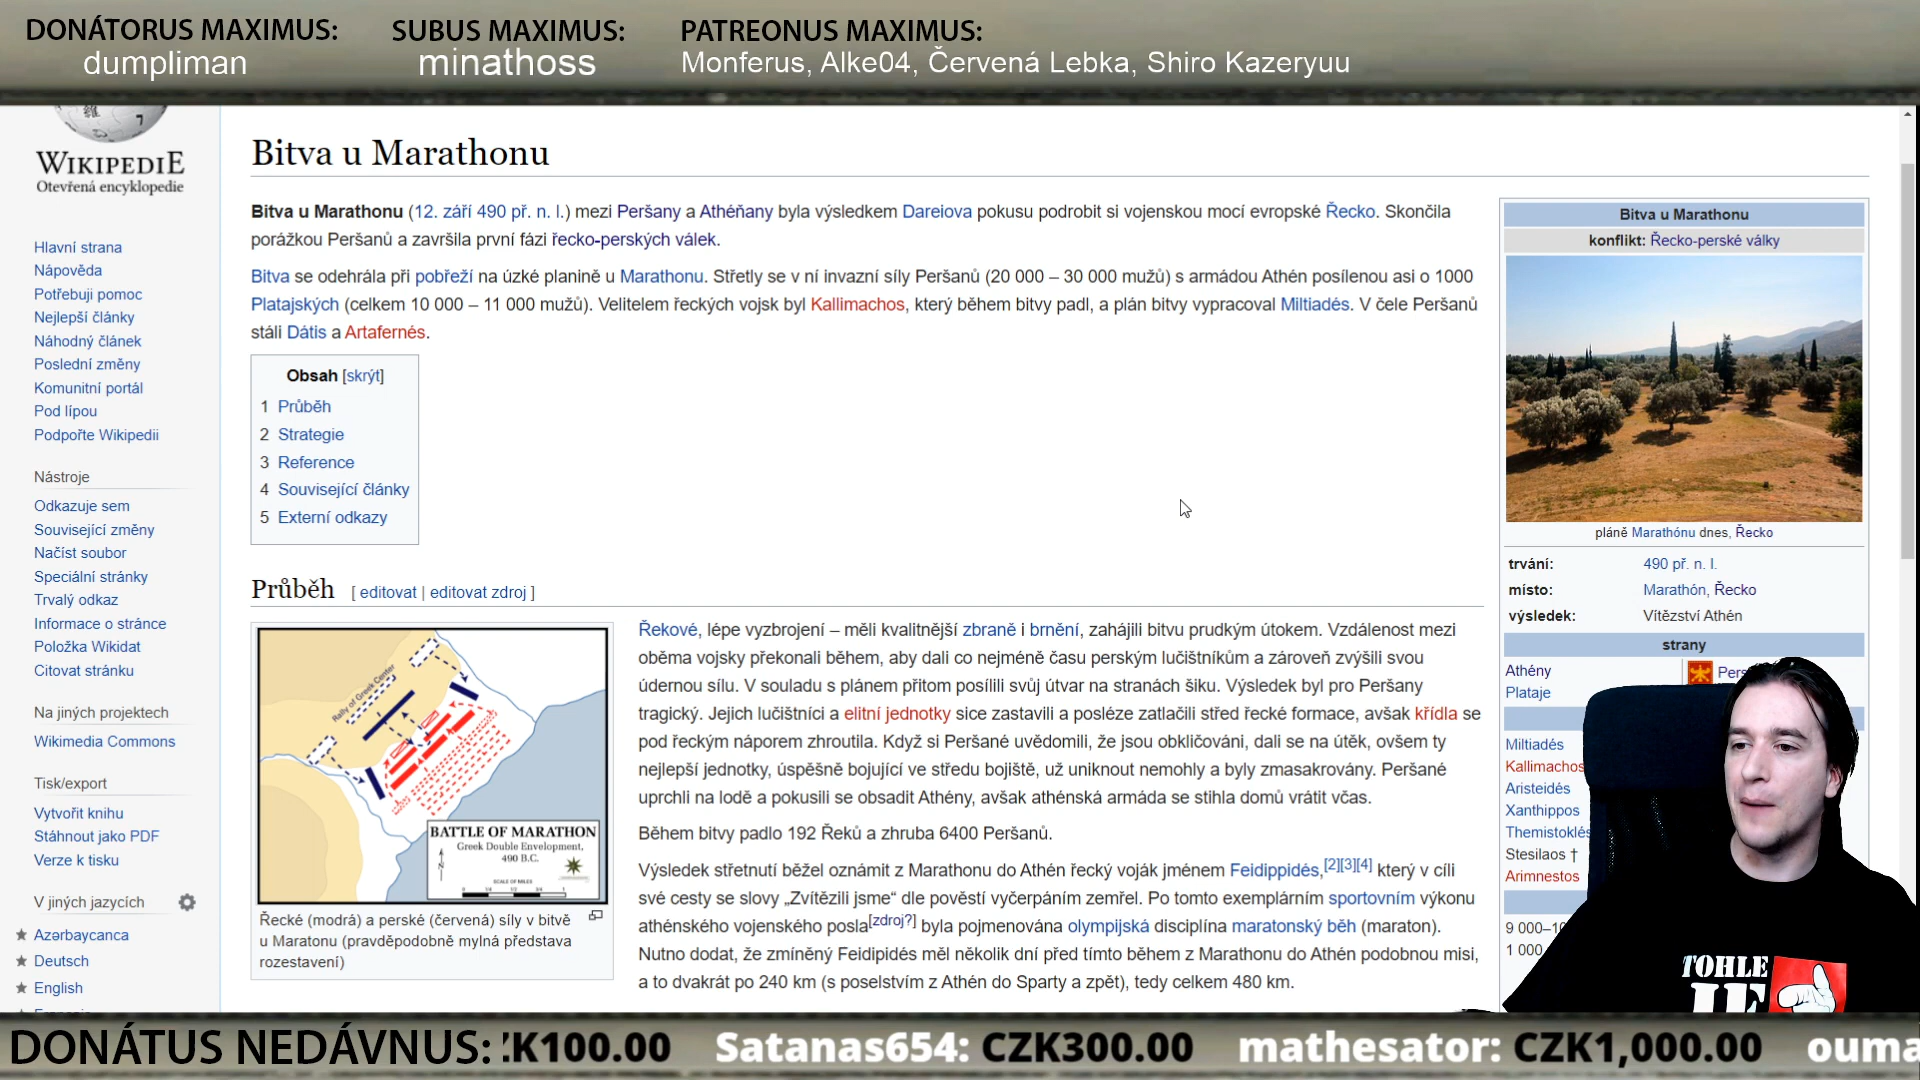 DONÁTORUS MAXIMUS:
dumpliman
SUBUS MAXIMUS:
minathoss
PATREONUS MAXIMUS:
Monferus, Alke04, Červená Lebka, Shiro Kazeryuu
WIKIPEDIE
Otevřená encyklopedie
Hlavní strana
Nápověda
Potřebuji pomoc
Nejlepší články
Náhodný článek
Poslední změny
Komunitní portál
Pod lípou
Podpořte Wikipedii
Nástroje
Odkazuje sem
Související změny
Načíst soubor
Speciální stránky
Trvalý odkaz
Informace o stránce
Položka Wikidat
Citovat stránku
Na jiných projektech
Wikimedia Commons
Tisk/export
Vytvořit knihu
Stáhnout jako PDF
Verze k tisku
V jiných jazycích
Azərbaycanca
Deutsch
English
Bitva u Marathonu
Bitva u Marathonu (12. září 490 př. n. l.) mezi Peršany a Athéňany byla výsledkem Dareiova pokusu podrobit si vojenskou mocí evropské Řecko. Skončila
porážkou Peršanů a završila první fázi řecko-perských válek.
Bitva se odehrála při pobřeží na úzké planině u Marathonu. Střetly se v ní invazní síly Peršanů (20 000 – 30 000 mužů) s armádou Athén posílenou asi o 1000
Platajských (celkem 10 000 – 11 000 mužů). Velitelem řeckých vojsk byl Kallimachos, který během bitvy padl, a plán bitvy vypracoval Miltiadés. V čele Peršanů
stáli Dátis a Artafernés.
Obsah [skrýt]
1 Průběh
2 Strategie
3 Reference
4 Související články
5 Externí odkazy
Průběh [ editovat | editovat zdroj ]
Rally of Greek Center
BATTLE OF MARATHON
Greek Double Envelopment,
490 B.C.
SCALE OF MILES
Řecké (modrá) a perské (červená) síly v bitvě
u Maratonu (pravděpodobně mylná představa
rozestavení)
Řekové, lépe vyzbrojení – měli kvalitnější zbraně i brnění, zahájili bitvu prudkým útokem. Vzdálenost mezi
oběma vojsky překonali během, aby dali co nejméně času perským lučištníkům a zároveň zvýšili svou
údernou sílu. V souladu s plánem přitom posílili svůj útvar na stranách šiku. Výsledek byl pro Peršany
tragický. Jejich lučištníci a elitní jednotky sice zastavili a posléze zatlačili střed řecké formace, avšak křídla se
pod řeckým náporem zhroutila. Když si Peršané uvědomili, že jsou obkličováni, dali se na útěk, ovšem ty
nejlepší jednotky, úspěšně bojující ve středu bojiště, už uniknout nemohly a byly zmasakrovány. Peršané
uprchli na lodě a pokusili se obsadit Athény, avšak athénská armáda se stihla domů vrátit včas.
Během bitvy padlo 192 Řeků a zhruba 6400 Peršanů.
Výsledek střetnutí běžel oznámit z Marathonu do Athén řecký voják jménem Feidippidés,[2][3][4] který v cíli
své cesty se slovy „Zvítězili jsme“ dle pověstí vyčerpáním zemřel. Po tomto exemplárním sportovním výkonu
athénského vojenského posla[zdroj?] byla pojmenována olympijská disciplína maratonský běh (maraton).
Nutno dodat, že zmíněný Feidipidés měl několik dní před tímto během z Marathonu do Athén podobnou misi,
a to dvakrát po 240 km (s poselstvím z Athén do Sparty a zpět), tedy celkem 480 km.
Bitva u Marathonu
konflikt: Řecko-perské války
pláně Marathónu dnes, Řecko
trvání: 490 př. n. l.
místo: Marathón, Řecko
výsledek: Vítězství Athén
strany
Athény
Plataje
Miltiadés
Kallimachos
Aristeidés
Xanthippos
Themistoklés
Stesilaos †
Arimnestos
9 000–10
1 000
TOHLE
JE
DONÁTUS NEDÁVNUS: K100.00 Satanas654: CZK300.00 mathesator: CZK1,000.00 ouma